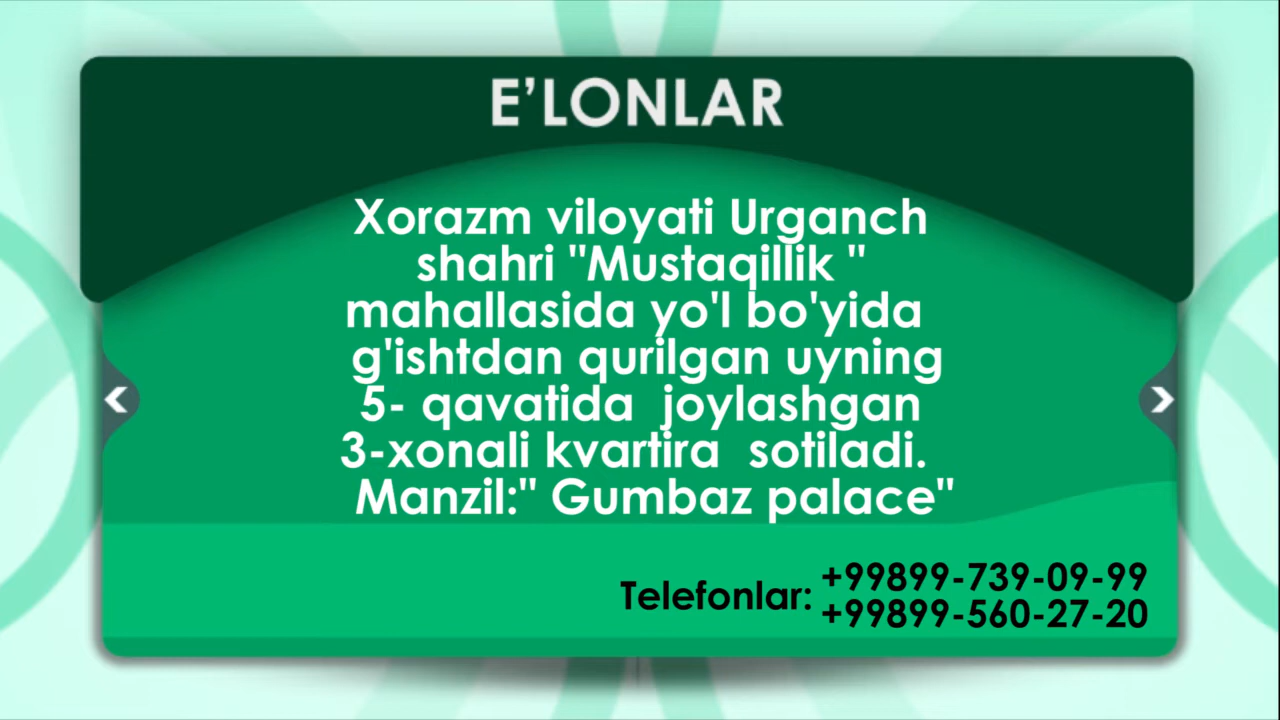 E’LONLAR
Xorazm viloyati Urganch
shahri "Mustaqillik "
mahallasida yo'l bo'yida
g'ishtdan qurilgan uyning
5- qavatida joylashgan
3-xonali kvartira sotiladi.
Manzil:" Gumbaz palace"
Telefonlar: +99899-739-09-99
+99899-560-27-20